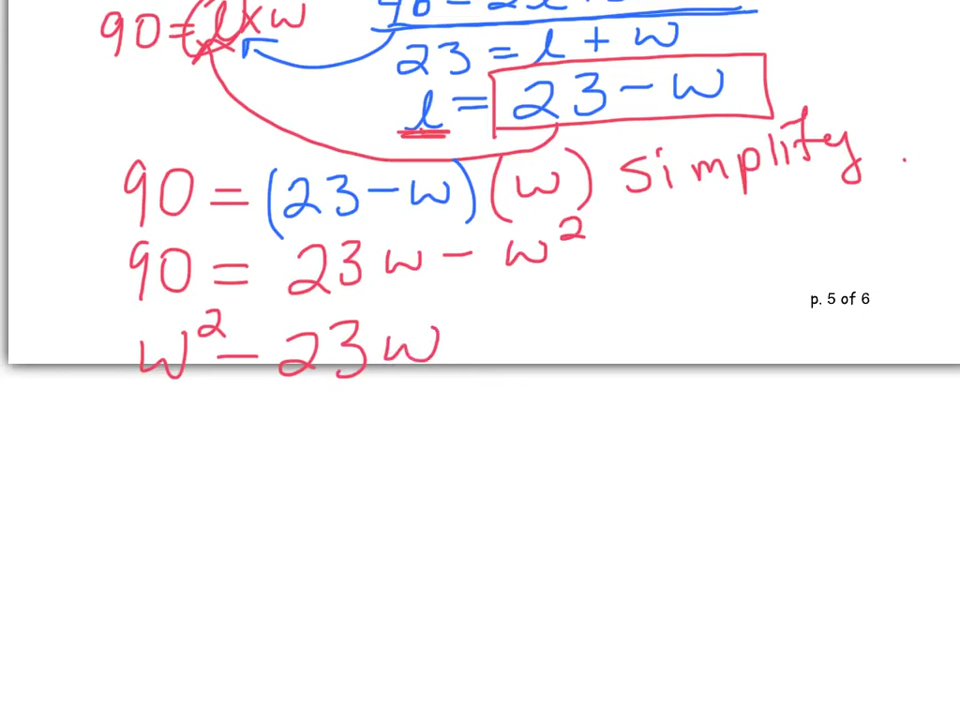 90 = (l × w
23 = l + w
l = 23 - w
90 = (23 - w) (w) simplify.
90 = 23w - w²
p. 5 of 6
w² - 23w